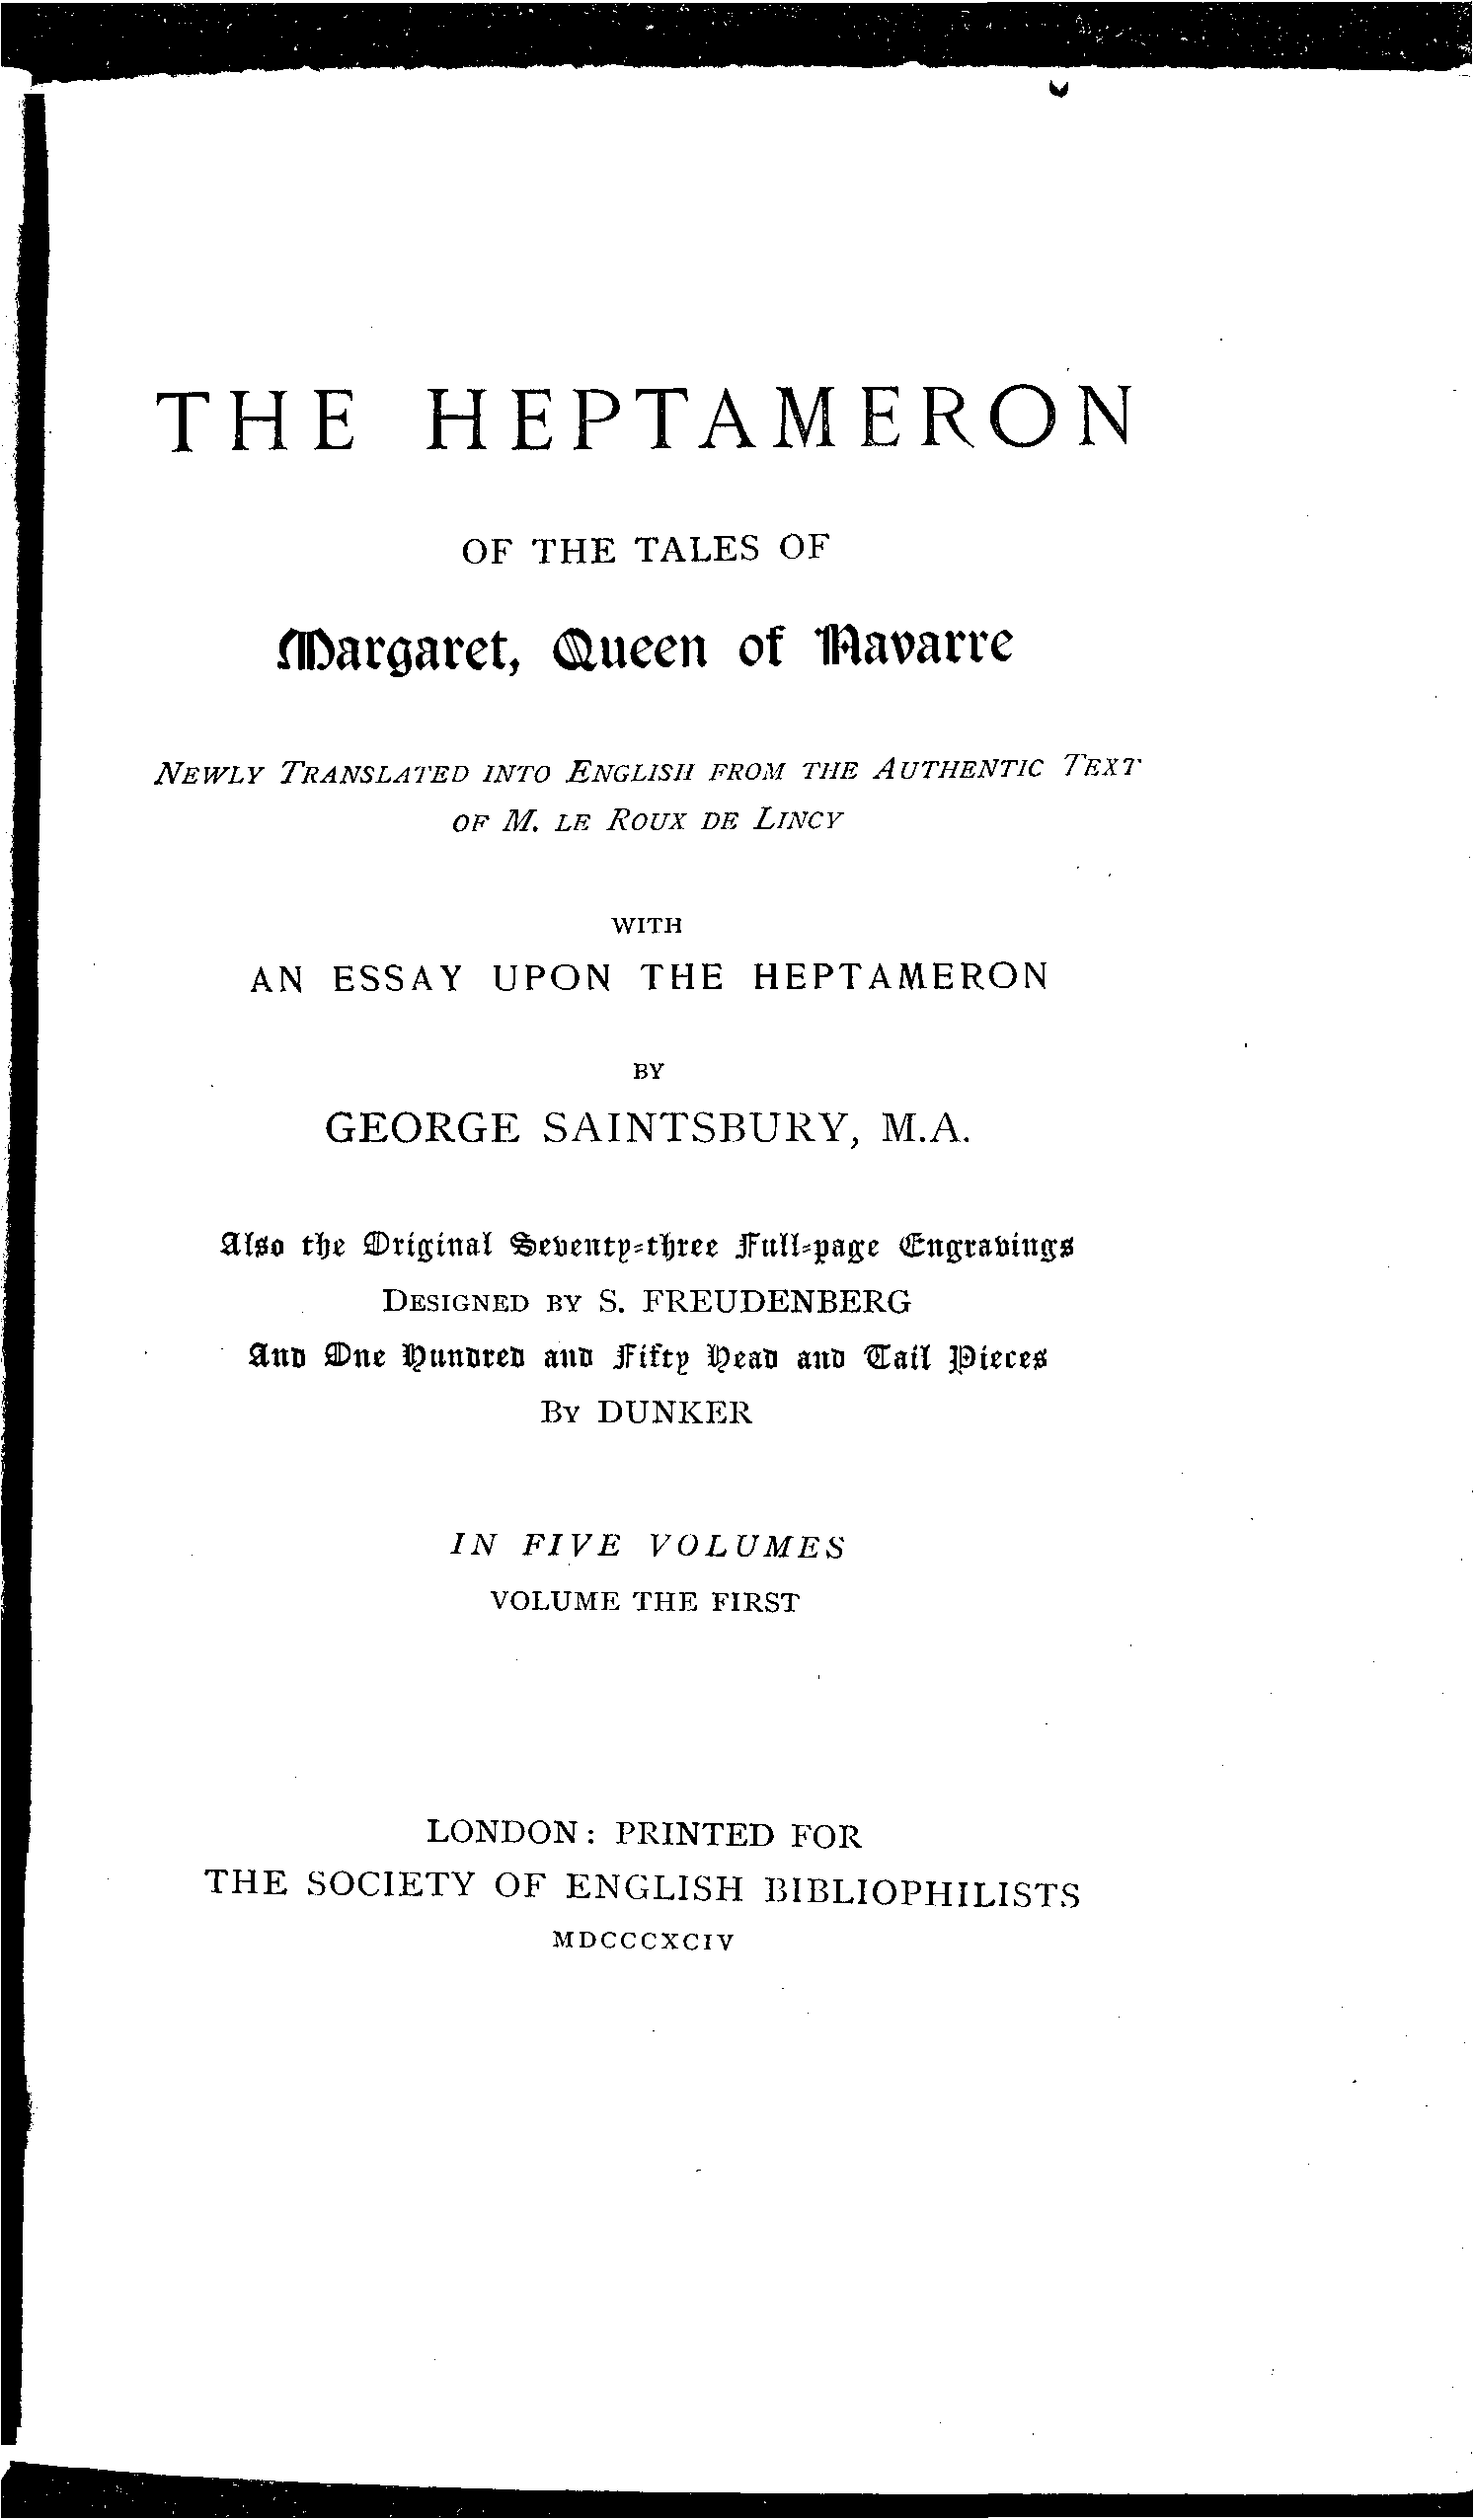 THE HEPTAMERON
OF THE TALES OF
Margaret, Queen of Navarre
NEWLY TRANSLATED INTO ENGLISH FROM THE AUTHENTIC TEXT
OF M. LE ROUX DE LINCY
WITH
AN ESSAY UPON THE HEPTAMERON
BY
GEORGE SAINTSBURY, M.A.
Also the Original Seventy-three Full-page Engravings
DESIGNED BY S. FREUDENBERG
And One Hundred and Fifty Head and Tail Pieces
BY DUNKER
IN FIVE VOLUMES
VOLUME THE FIRST
LONDON: PRINTED FOR
THE SOCIETY OF ENGLISH BIBLIOPHILISTS
MDCCCXCIV